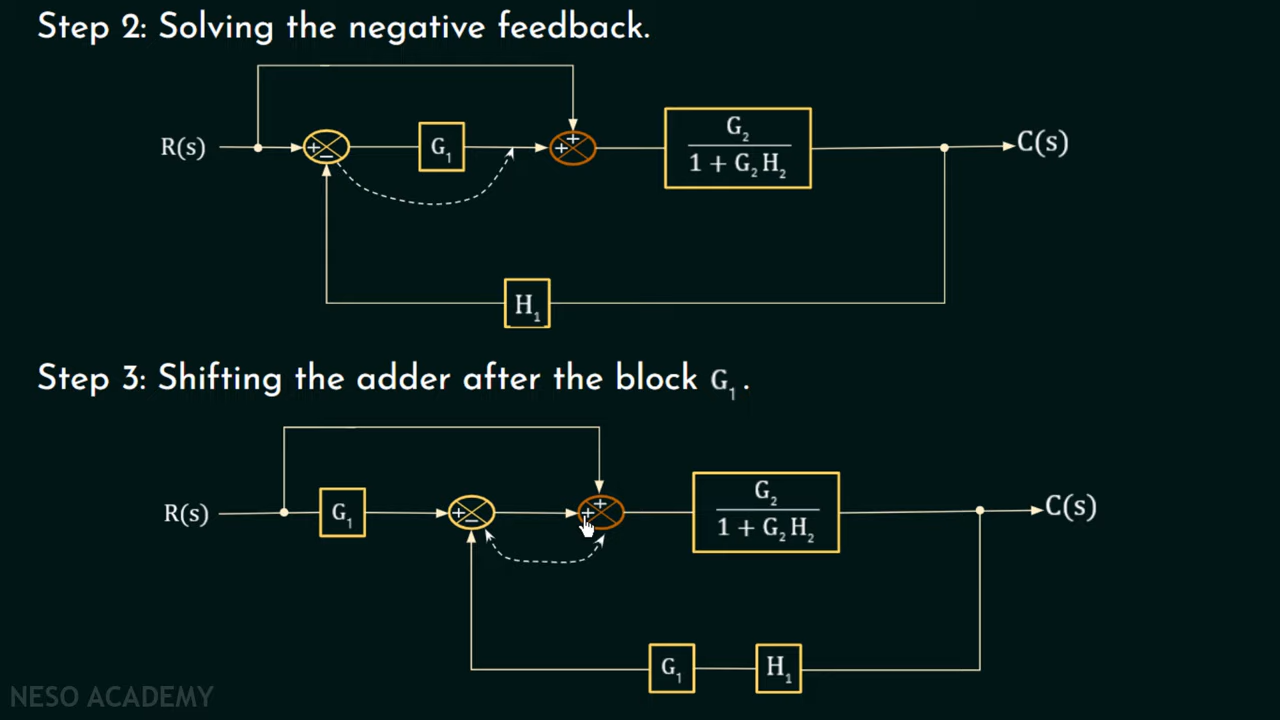 Step 2: Solving the negative feedback.
R(s) + − G₁ + + G₂ C(s)
1 + G₂H₂
H₁
Step 3: Shifting the adder after the block G₁.
R(s) G₁ + − + + G₂ C(s)
1 + G₂H₂
G₁ H₁
NESO ACADEMY